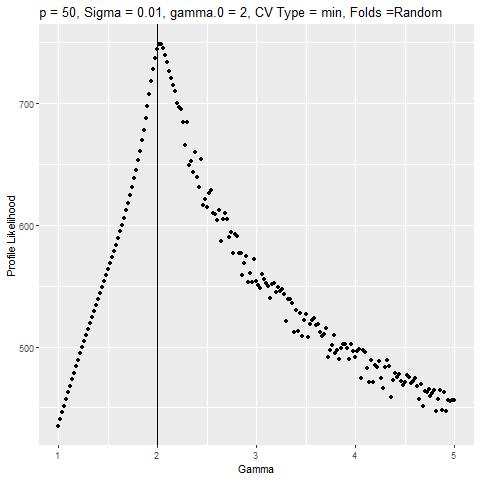 p = 50, Sigma = 0.01, gamma.0 = 2, CV Type = min, Folds =Random
700
600
500
Profile Likelihood
1 2 3 4 5
Gamma